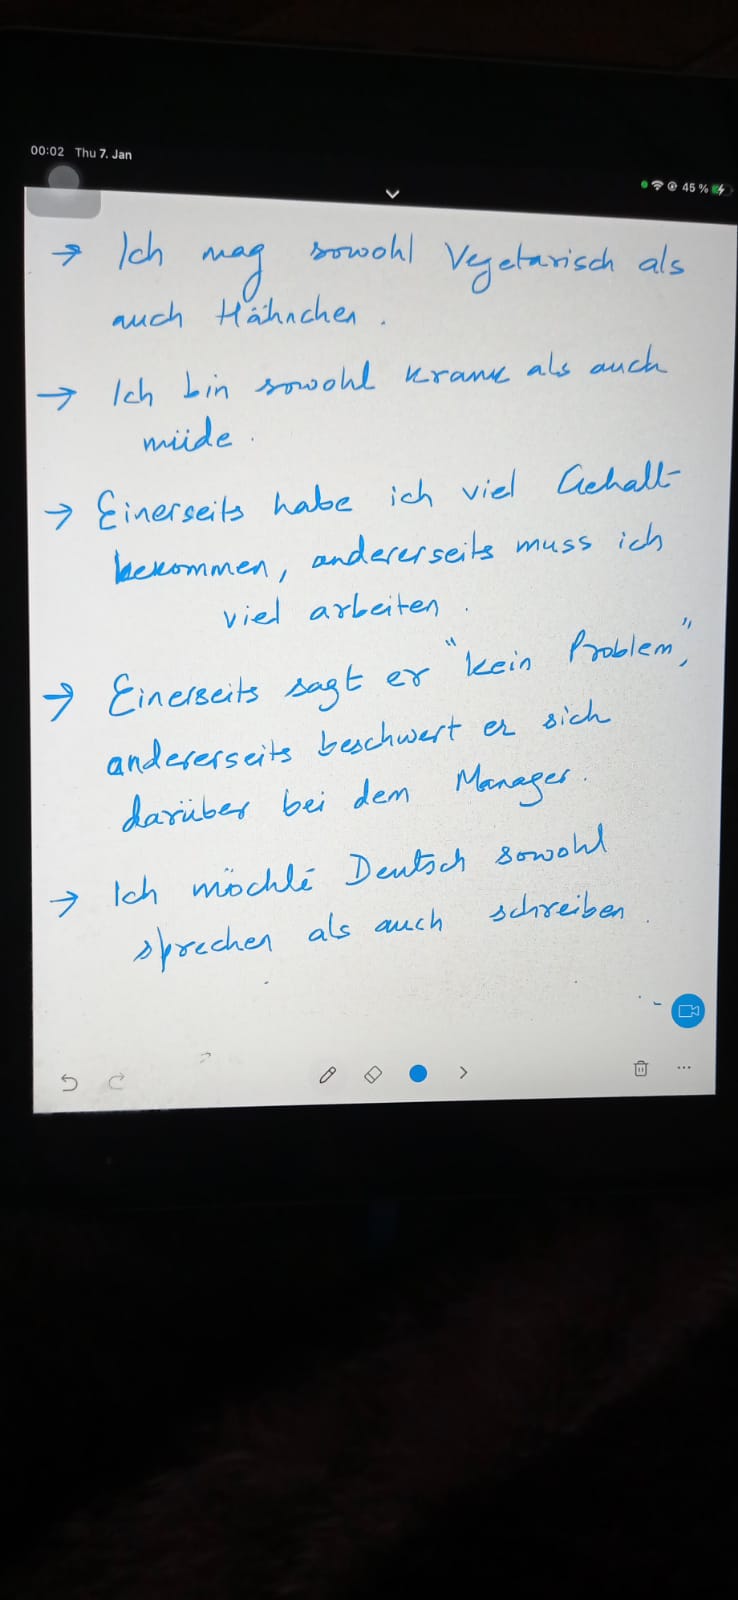 00:02 Thu 7. Jan
45 %
→ Ich mag sowohl Vegetarisch als
auch Hähnchen.
→ Ich bin sowohl krank als auch
müde.
→ Einerseits habe ich viel Gehalt
bekommen, andererseits muss ich
viel arbeiten.
→ Einerseits sagt er "kein Problem",
andererseits beschwert er sich
darüber bei dem Manager.
→ Ich möchte Deutsch sowohl
sprechen als auch schreiben.